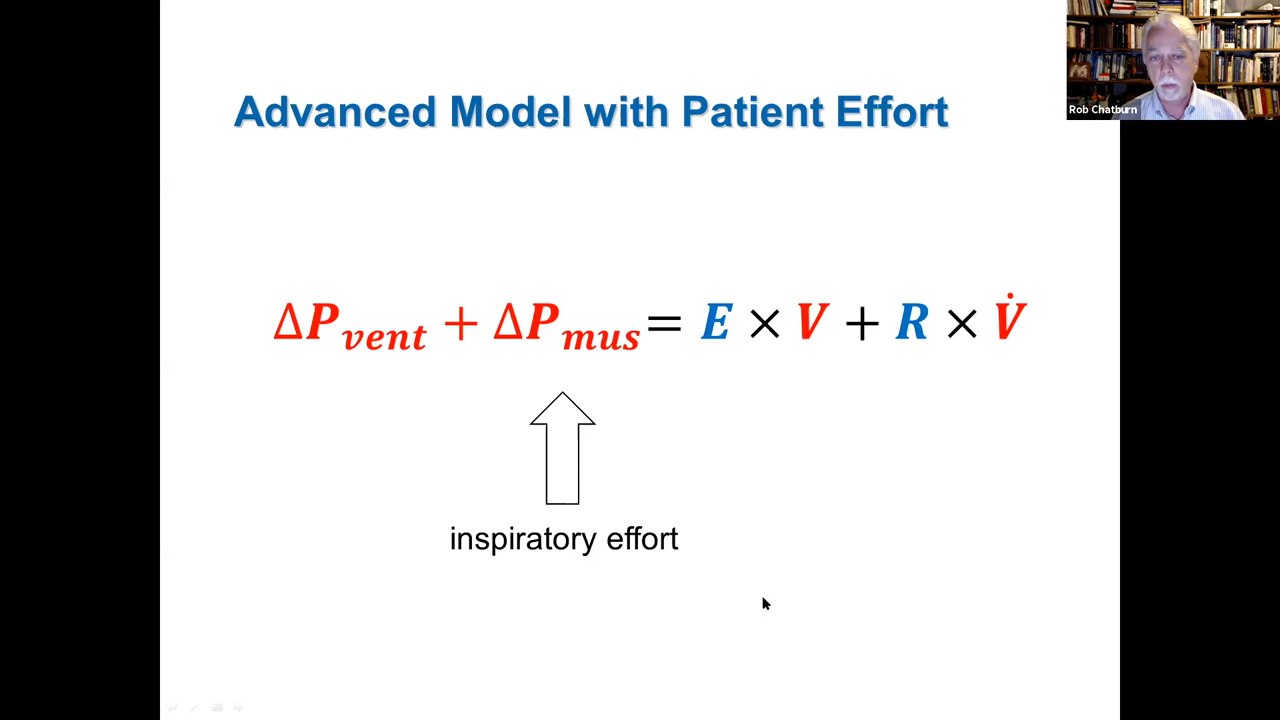 Advanced Model with Patient Effort
Rob Chatburn
ΔP_vent + ΔP_mus = E × V + R × V̇
inspiratory effort